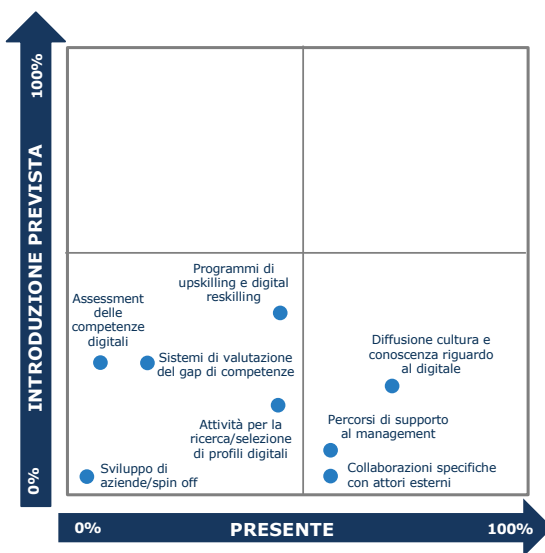 100%
INTRODUZIONE PREVISTA
0%
Programmi di
upskilling e digital
reskilling
Assessment
delle
competenze
digitali
Sistemi di valutazione
del gap di competenze
Diffusione cultura e
conoscenza riguardo
al digitale
Attività per la
ricerca/selezione
di profili digitali
Percorsi di supporto
al management
Sviluppo di
aziende/spin off
Collaborazioni specifiche
con attori esterni
0%
PRESENTE
100%